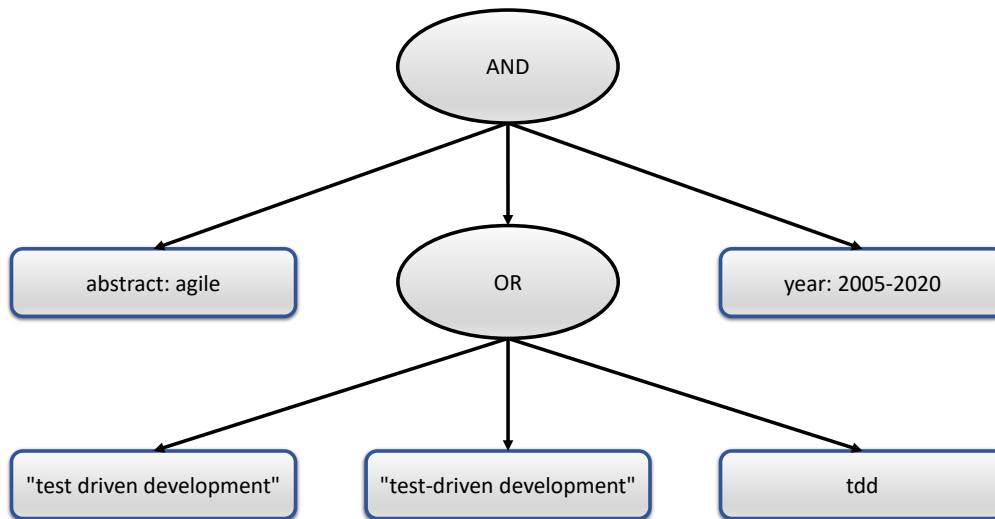 AND
abstract: agile
OR
year: 2005-2020
"test driven development"
"test-driven development"
tdd